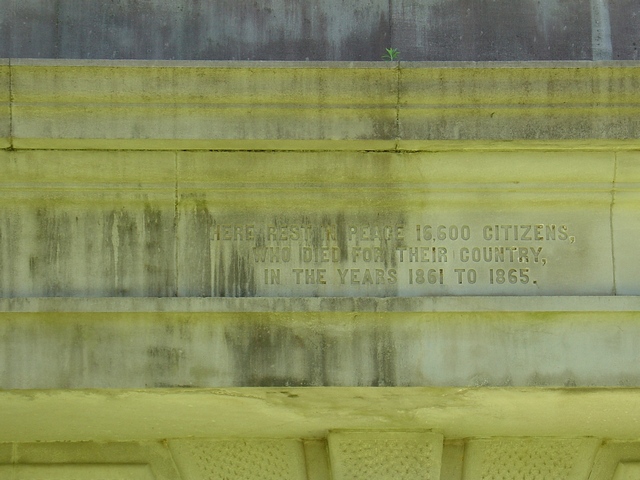 HERE REST IN PEACE 16,600 CITIZENS,
WHO DIED FOR THEIR COUNTRY,
IN THE YEARS 1861 TO 1865.